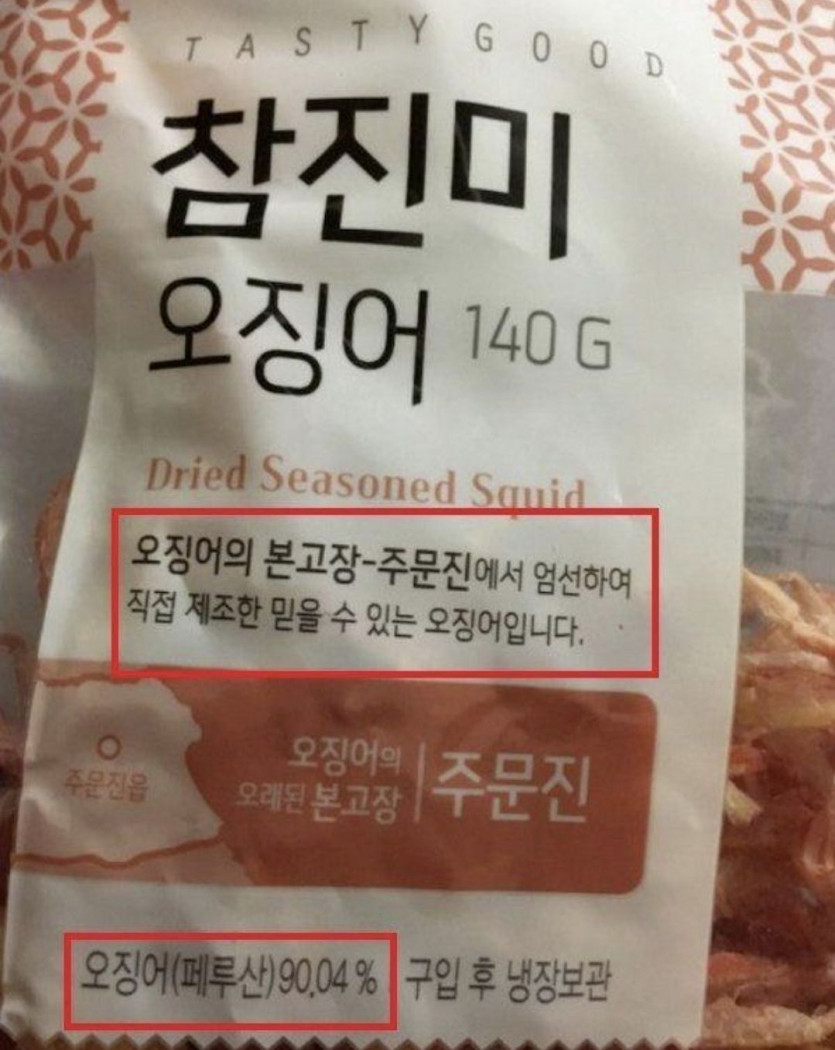 TASTY GOOD
참진미
오징어 140 G
Dried Seasoned Squid
오징어의 본고장-주문진에서 엄선하여
직접 제조한 믿을 수 있는 오징어입니다.
주문진읍
오징어의
오래된 본고장
주문진
오징어(페루산)90.04 % 구입 후 냉장보관